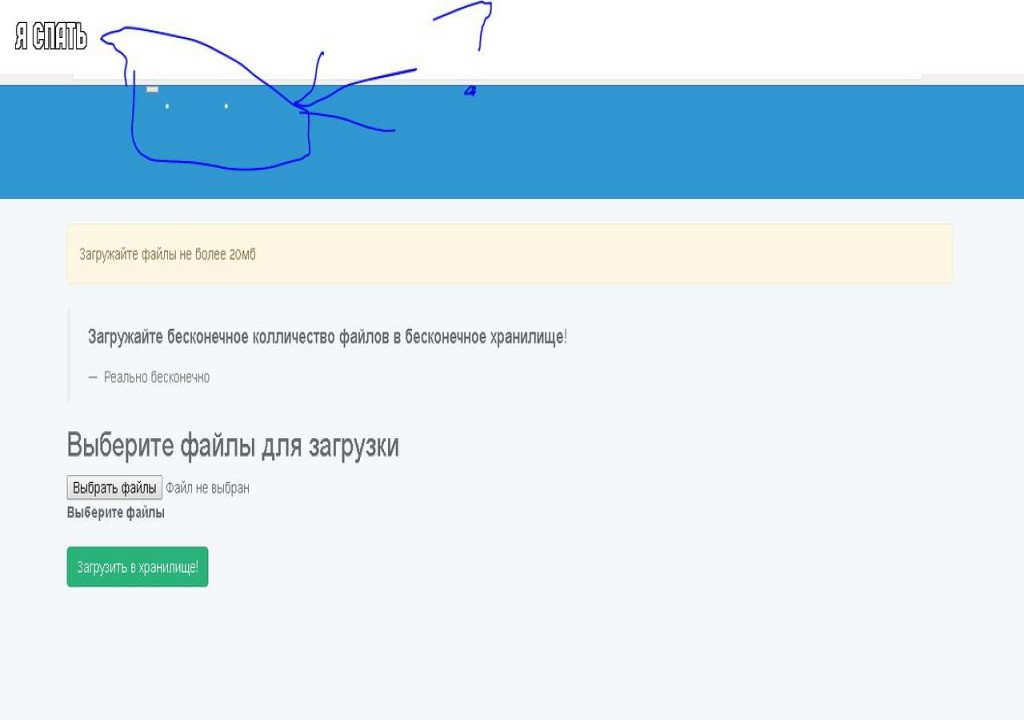 Я СПАТЬ
Загружайте файлы не более 20мб
Загружайте бесконечное колличество файлов в бесконечное хранилище!
— Реально бесконечно
Выберите файлы для загрузки
Выбрать файлы Файл не выбран
Выберите файлы
Загрузить в хранилище!